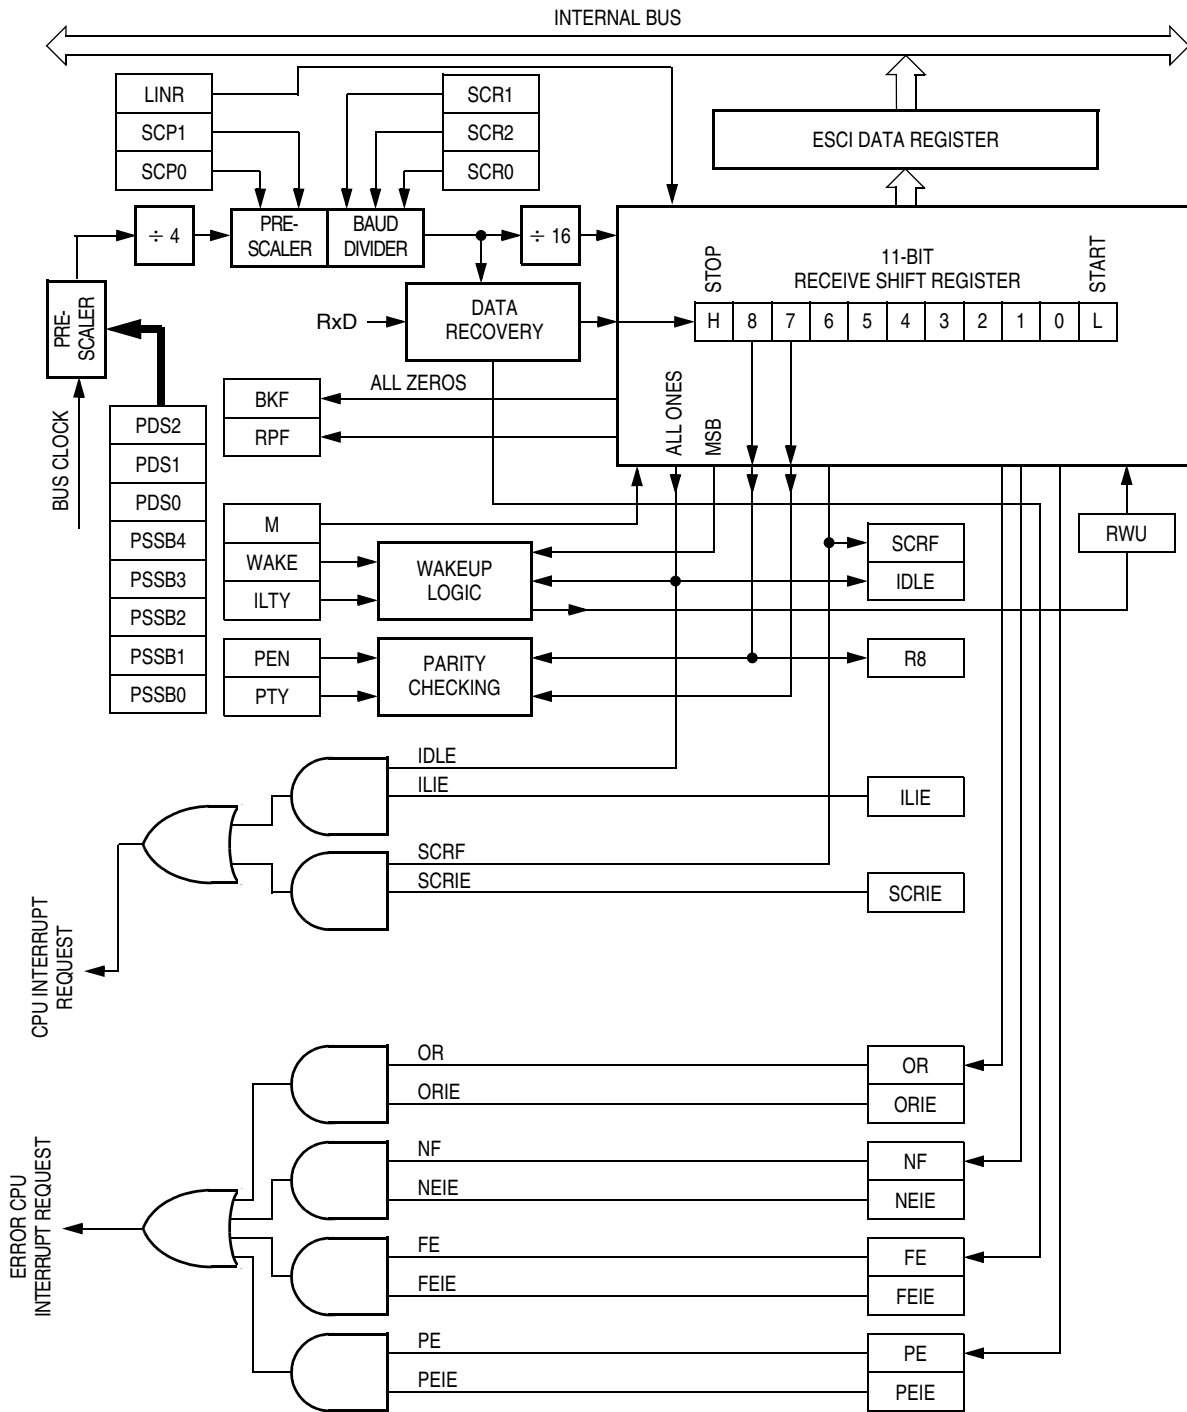 INTERNAL BUS
LINR
SCP1
SCP0
SCR1
SCR2
SCR0
ESCI DATA REGISTER
÷ 4
PRE-
SCALER
BAUD
DIVIDER
÷ 16
PRE-
SCALER
BUS CLOCK
RxD
DATA
RECOVERY
STOP
11-BIT
RECEIVE SHIFT REGISTER
START
H 8 7 6 5 4 3 2 1 0 L
ALL ZEROS
ALL ONES
MSB
BKF
RPF
PDS2
PDS1
PDS0
PSSB4
PSSB3
PSSB2
PSSB1
PSSB0
M
WAKE
ILTY
WAKEUP
LOGIC
PEN
PTY
PARITY
CHECKING
SCRF
IDLE
RWU
R8
IDLE
ILIE
ILIE
SCRF
SCRIE
SCRIE
CPU INTERRUPT
REQUEST
OR
OR
ORIE
ORIE
NF
NF
NEIE
NEIE
FE
FE
FEIE
FEIE
PE
PE
PEIE
PEIE
ERROR CPU
INTERRUPT REQUEST